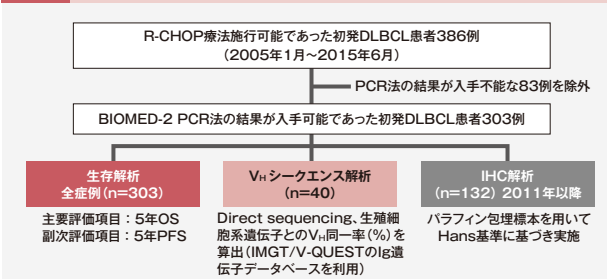 R-CHOP療法施行可能であった初発DLBCL患者386例
（2005年1月〜2015年6月）
PCR法の結果が入手不能な83例を除外
BIOMED-2 PCR法の結果が入手可能であった初発DLBCL患者303例
生存解析
全症例（n=303）
主要評価項目：5年OS
副次評価項目：5年PFS
VHシークエンス解析
（n=40）
Direct sequencing、生殖細
胞系遺伝子とのVH同一率（%）を
算出（IMGT/V-QUESTのIg遺
伝子データベースを利用）
IHC解析
（n=132）2011年以降
パラフィン包埋標本を用いて
Hans基準に基づき実施